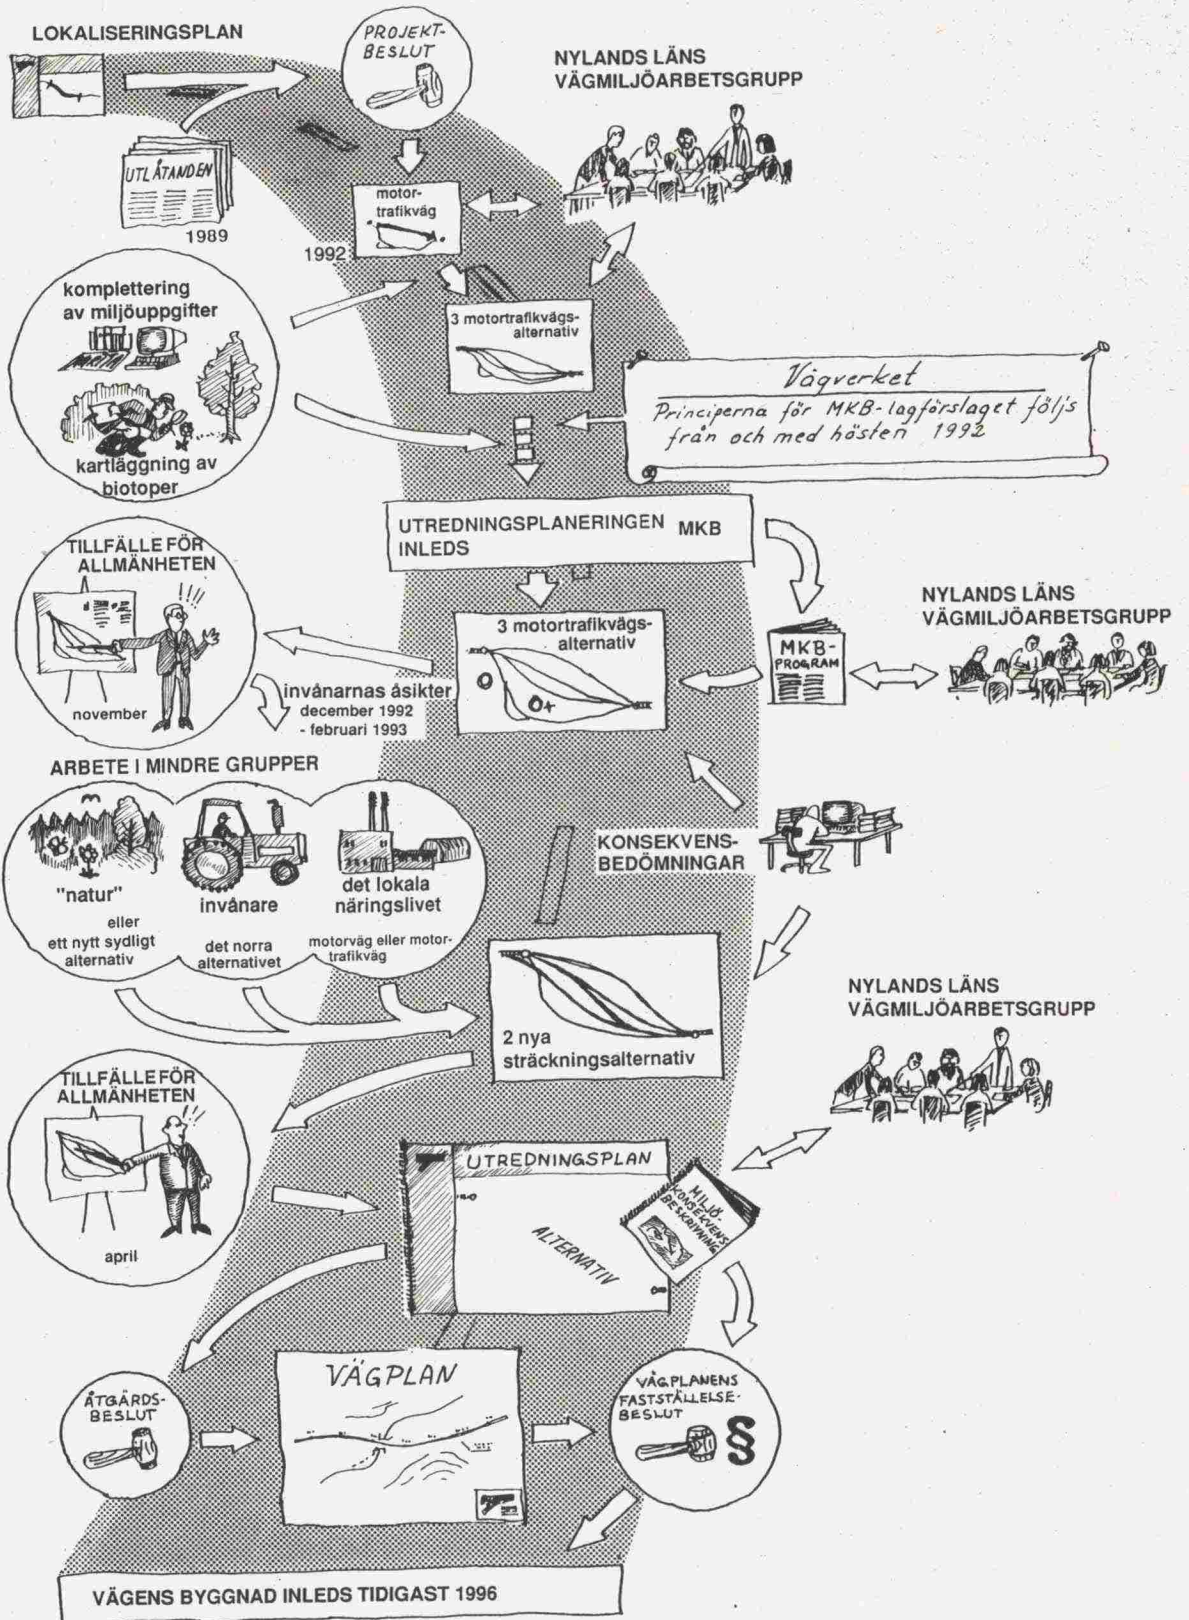 LOKALISERINGSPLAN
PROJEKT-
BESLUT
NYLANDS LÄNS
VÄGMILJÖARBETSGRUPP
UTLÅTANDEN
1989
motor-
trafikväg
1992
komplettering
av miljöuppgifter
kartläggning av
biotoper
3 motortrafikvägs-
alternativ
Vägverket
Principerna för MKB-lagförslaget följs
från och med hösten 1992
UTREDNINGSPLANERINGEN MKB
INLEDS
TILLFÄLLE FÖR
ALLMÄNHETEN
november
3 motortrafikvägs-
alternativ
0
0+
MKB-
PROGRAM
NYLANDS LÄNS
VÄGMILJÖARBETSGRUPP
invånarnas åsikter
december 1992
- februari 1993
ARBETE I MINDRE GRUPPER
"natur"
eller
ett nytt sydligt
alternativ
invånare
det norra
alternativet
det lokala
näringslivet
motorväg eller motor-
trafikväg
KONSEKVENS-
BEDÖMNINGAR
2 nya
sträckningsalternativ
NYLANDS LÄNS
VÄGMILJÖARBETSGRUPP
TILLFÄLLE FÖR
ALLMÄNHETEN
april
UTREDNINGSPLAN
ALTERNATIV
MILJÖ-
KONSEKVENS-
BESKRIVNING
ÅTGÄRDS-
BESLUT
VÄGPLAN
VÄGPLANENS
FASTSTÄLLELSE-
BESLUT
§
VÄGENS BYGGNAD INLEDS TIDIGAST 1996